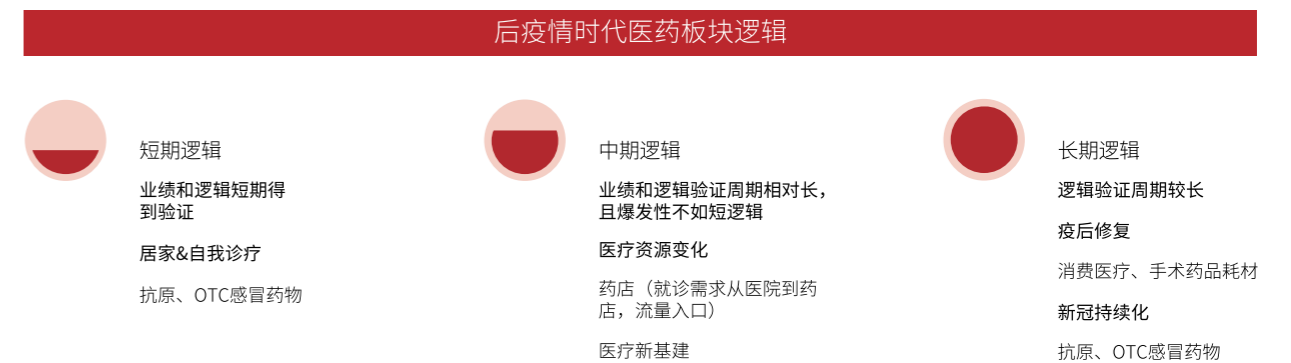 后疫情时代医药板块逻辑
短期逻辑
业绩和逻辑短期得
到验证
居家&自我诊疗
抗原、OTC感冒药物
中期逻辑
业绩和逻辑验证周期相对长，
且爆发性不如短逻辑
医疗资源变化
药店（就诊需求从医院到药
店，流量入口）
医疗新基建
长期逻辑
逻辑验证周期较长
疫后修复
消费医疗、手术药品耗材
新冠持续化
抗原、OTC感冒药物